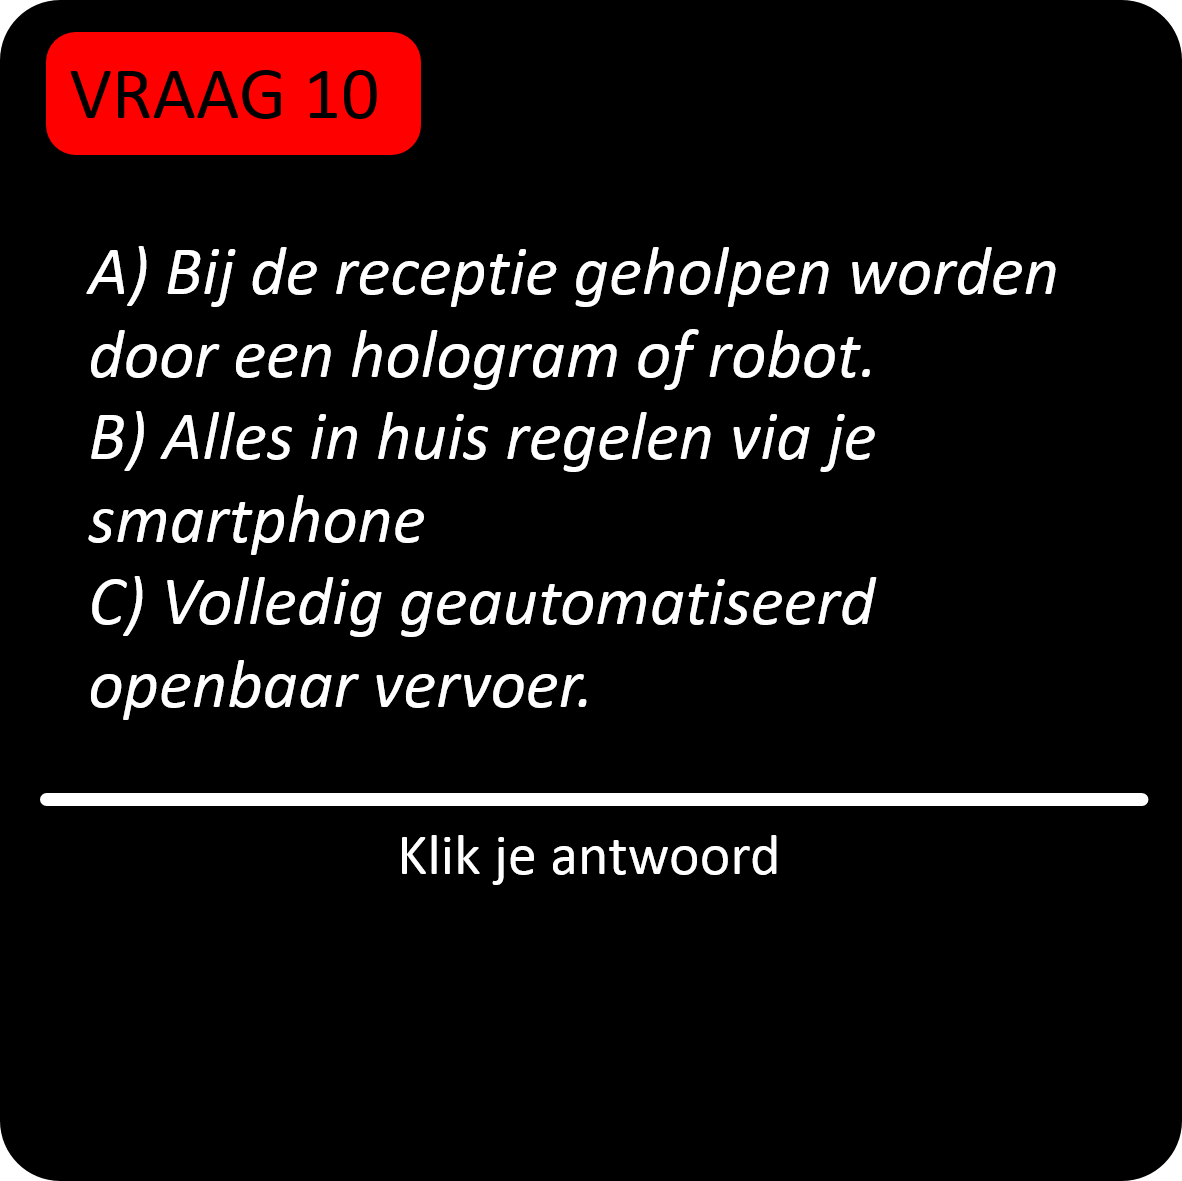 VRAAG 10
A) Bij de receptie geholpen worden
door een hologram of robot.
B) Alles in huis regelen via je
smartphone
C) Volledig geautomatiseerd
openbaar vervoer.
Klik je antwoord